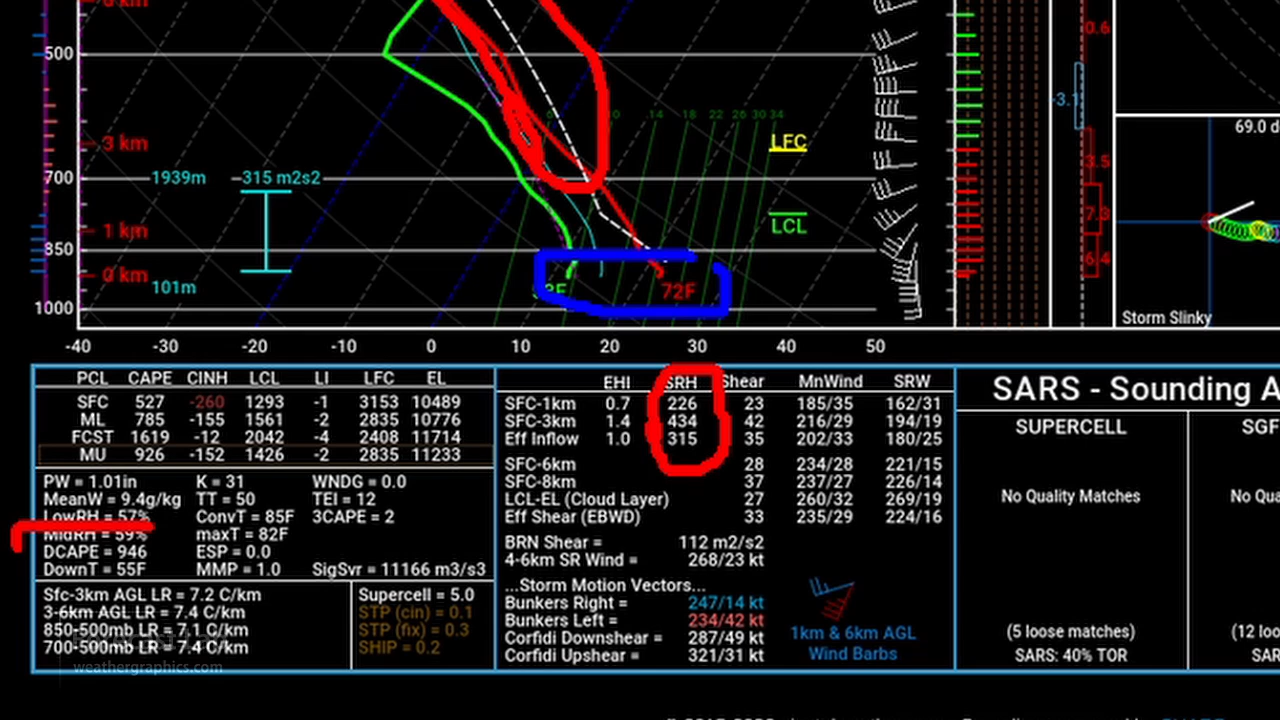 500
3 km
700
1939m
315 m2s2
1 km
850
0 km
101m
1000
10 14 18 22 26 30 34
LFC
LCL
72F
-40 -30 -20 -10 0 10 20 30 40 50
0.6
-3.1
7.3
6.4
69.0 d
Storm Slinky
PCL CAPE CINH LCL LI LFC EL
SFC 527 -260 1293 -1 3153 10489
ML 785 -155 1561 -2 2835 10776
FCST 1619 -12 2042 -4 2408 11714
MU 926 -152 1426 -2 2835 11233
PW = 1.01in K = 31 WNDG = 0.0
MeanW = 9.4g/kg TT = 50 TEI = 12
LowRH = 57% ConvT = 85F 3CAPE = 2
MidRH = 59% maxT = 82F
DCAPE = 946 ESP = 0.0
DownT = 55F MMP = 1.0 SigSvr = 11166 m3/s3
Sfc-3km AGL LR = 7.2 C/km
3-6km AGL LR = 7.4 C/km
850-500mb LR = 7.1 C/km
700-500mb LR = 7.4 C/km
weathergraphics.com
Supercell = 5.0
STP (cin) = 0.1
STP (fix) = 0.3
SHIP = 0.2
EHI SRH Shear MnWind SRW
SFC-1km 0.7 226 23 185/35 162/31
SFC-3km 1.4 434 42 216/29 194/19
Eff Inflow 1.0 315 35 202/33 180/25
SFC-6km 28 234/28 221/15
SFC-8km 37 237/27 226/14
LCL-EL (Cloud Layer) 27 260/32 269/19
Eff Shear (EBWD) 33 235/29 224/16
BRN Shear = 112 m2/s2
4-6km SR Wind = 268/23 kt
...Storm Motion Vectors...
Bunkers Right = 247/14 kt
Bunkers Left = 234/42 kt
Corfidi Downshear = 287/49 kt
Corfidi Upshear = 321/31 kt
1km & 6km AGL
Wind Barbs
SARS - Sounding A
SUPERCELL SGF
No Quality Matches No Qua
(5 loose matches) (12 loo
SARS: 40% TOR SAR